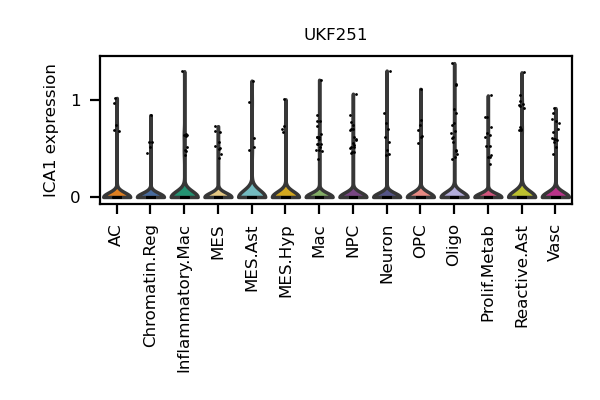 UKF251
ICA1 expression
1
0
AC
Chromatin.Reg
Inflammatory.Mac
MES
MES.Ast
MES.Hyp
Mac
NPC
Neuron
OPC
Oligo
Prolif.Metab
Reactive.Ast
Vasc